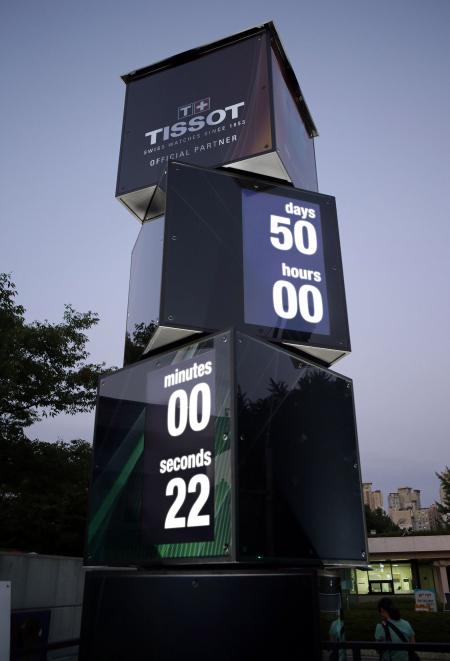 TISSOT
SWISS WATCHES SINCE 1853
OFFICIAL PARTNER
days
50
hours
00
minutes
00
seconds
22